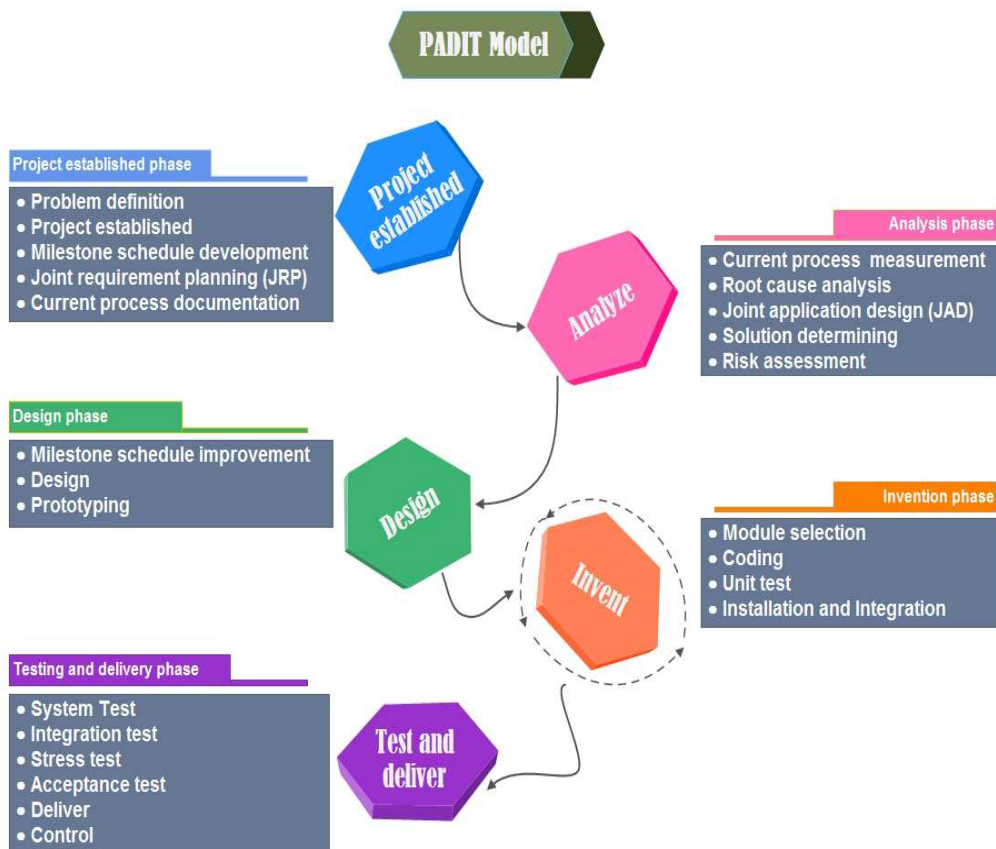 PADIT Model
Project established phase
● Problem definition
● Project established
● Milestone schedule development
● Joint requirement planning (JRP)
● Current process documentation
Project
established
Analysis phase
● Current process measurement
● Root cause analysis
● Joint application design (JAD)
● Solution determining
● Risk assessment
Analyze
Design phase
● Milestone schedule improvement
● Design
● Prototyping
Design
Invention phase
● Module selection
● Coding
● Unit test
● Installation and Integration
Invent
Testing and delivery phase
● System Test
● Integration test
● Stress test
● Acceptance test
● Deliver
● Control
Test and
deliver